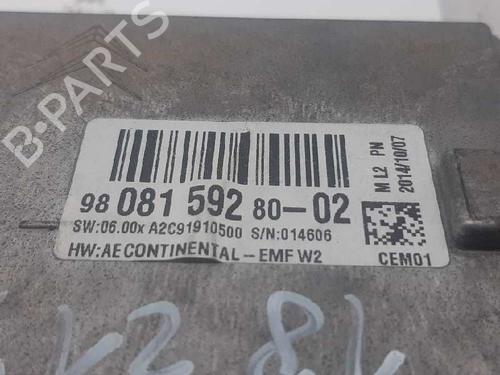 B-PARTS
98 081 592 80-02
SW:06.00x A2C91910500 S/N:014606
HW:AE CONTINENTAL-EMF W2
M L2 PN
2014/10/07
CEM01